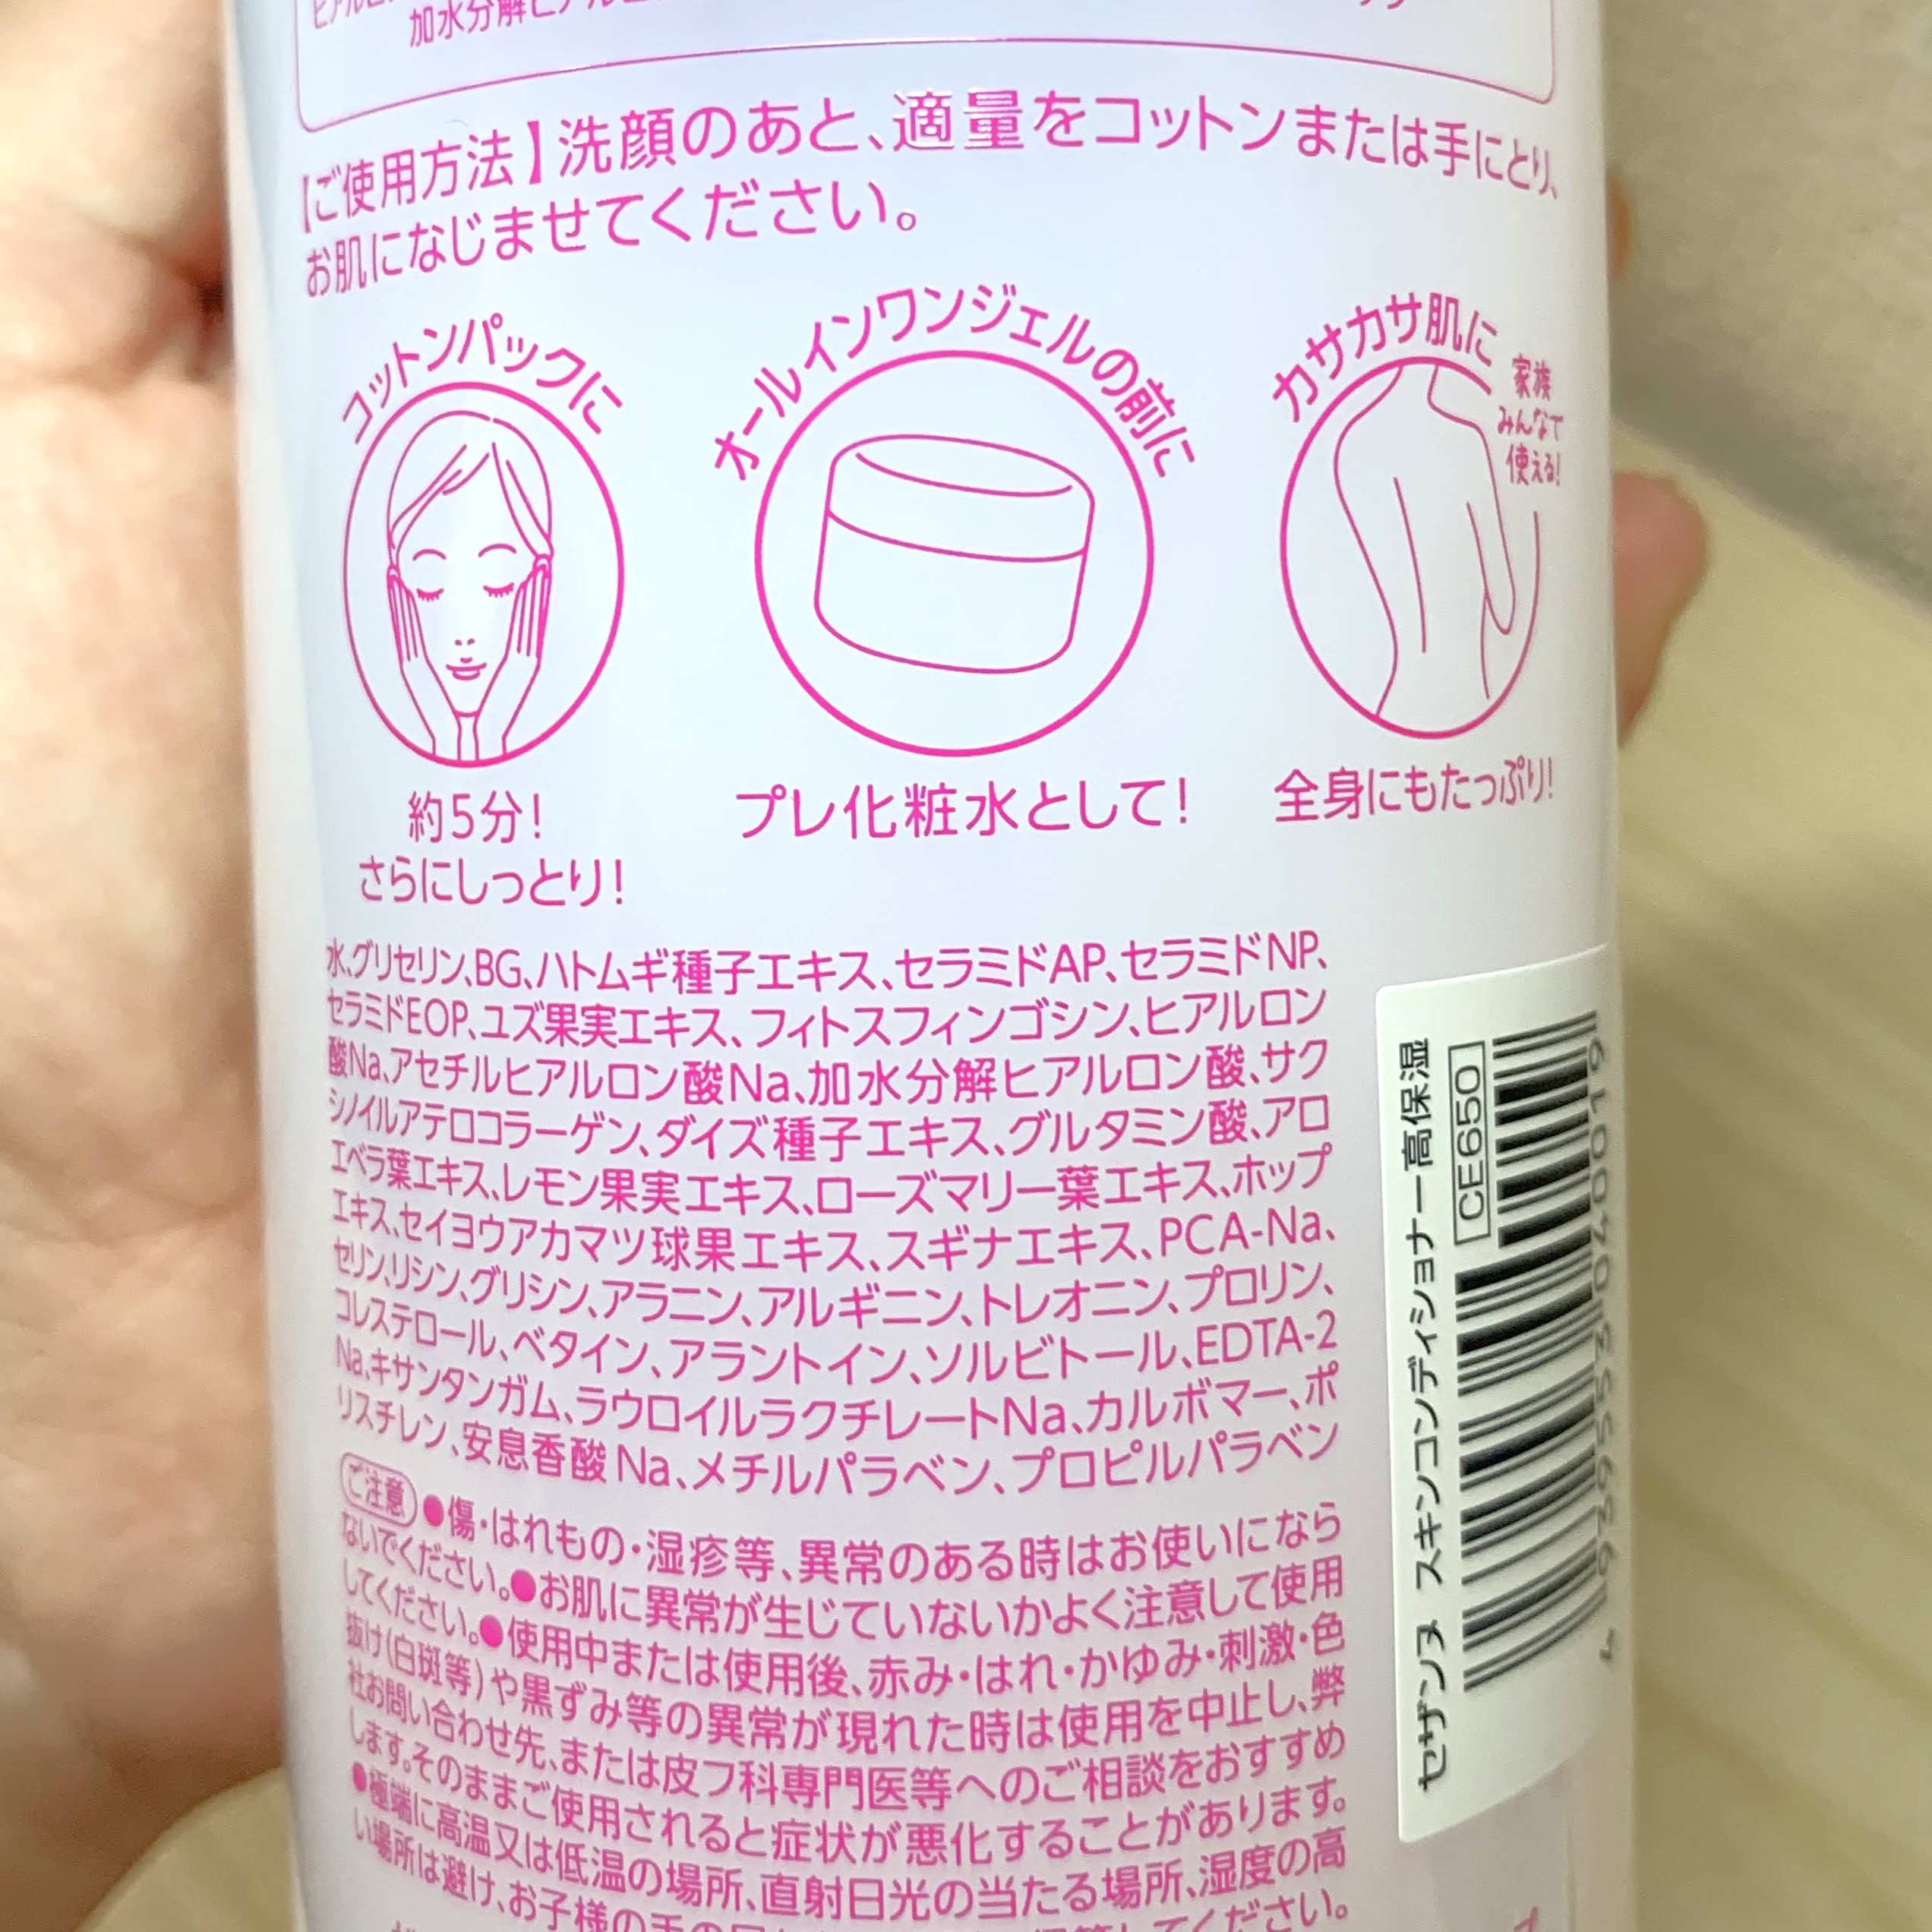 加水分解ヒアルロ
【ご使用方法】洗顔のあと、適量をコットンまたは手にとり、
お肌になじませてください。
コットンパックに
約5分！
さらにしっとり！
オールインワンジェルの前に
プレ化粧水として！
カサカサ肌に
家族
みんなで
使える！
全身にもたっぷり！
水、グリセリン、BG、ハトムギ種子エキス、セラミドAP、セラミドNP、
セラミドEOP、ユズ果実エキス、フィトスフィンゴシン、ヒアルロン
酸Na、アセチルヒアルロン酸Na、加水分解ヒアルロン酸、サク
シノイルアテロコラーゲン、ダイズ種子エキス、グルタミン酸、アロ
エベラ葉エキス、レモン果実エキス、ローズマリー葉エキス、ホップ
エキス、セイヨウアカマツ球果エキス、スギナエキス、PCA-Na、
セリン、リシン、グリシン、アラニン、アルギニン、トレオニン、プロリン、
コレステロール、ベタイン、アラントイン、ソルビトール、EDTA-2
Na、キサンタンガム、ラウロイルラクチレートNa、カルボマー、ポ
リスチレン、安息香酸Na、メチルパラベン、プロピルパラベン
ご注意 ●傷・はれもの・湿疹等、異常のある時はお使いになら
ないでください。●お肌に異常が生じていないかよく注意して使用
してください。●使用中または使用後、赤み・はれ・かゆみ・刺激・色
抜け（白斑等）や黒ずみ等の異常が現れた時は使用を中止し、弊
社お問い合わせ先、または皮フ科専門医等へのご相談をおすすめ
します。そのままご使用されると症状が悪化することがあります。
●極端に高温又は低温の場所、直射日光の当たる場所、湿度の高
い場所は避け、お子様の手の
してください。
セザンヌ スキンコンディショナー高保湿
CE650
4 939553 040019